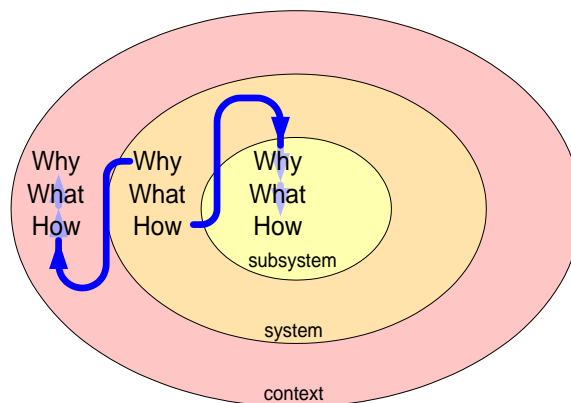 Why Why Why
What What What
How How How
subsystem
system
context